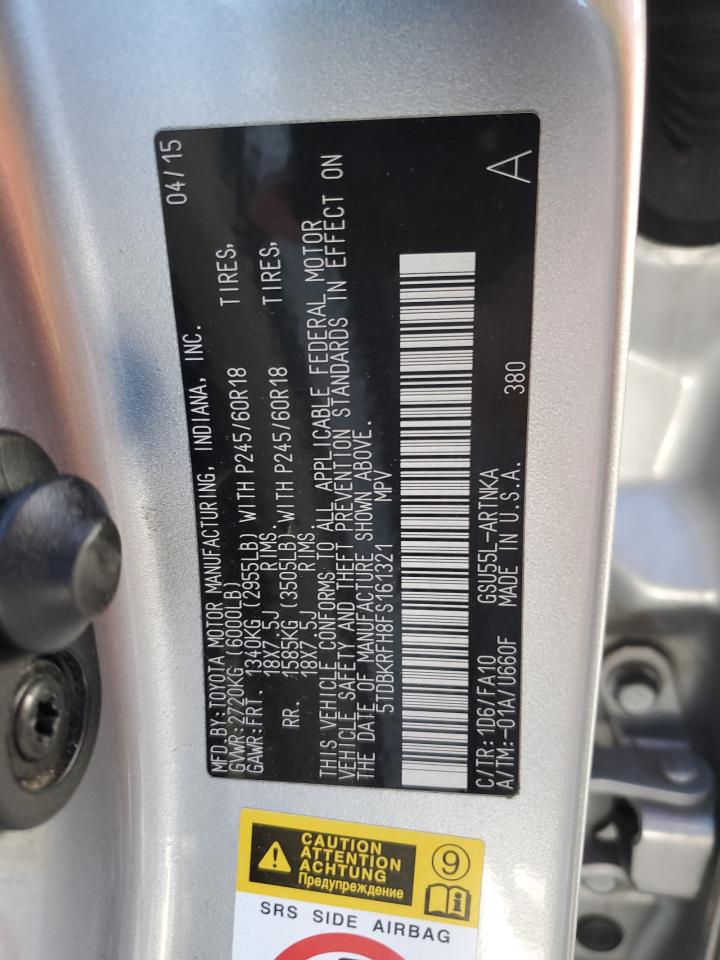 MFD.BY:TOYOTA MOTOR MANUFACTURING, INDIANA, INC. 04/15
GVWR:2720KG (6000LB)
GAWR:FRT. 1340KG (2955LB) WITH P245/60R18 TIRES,
18X7.5J RIMS.
RR. 1585KG (3505LB) WITH P245/60R18 TIRES,
18X7.5J RIMS.
THIS VEHICLE CONFORMS TO ALL APPLICABLE FEDERAL MOTOR
VEHICLE SAFETY AND THEFT PREVENTION STANDARDS IN EFFECT ON
THE DATE OF MANUFACTURE SHOWN ABOVE.
5TDBKRFH8FS161321 MPV
C/TR:1D6/FA10 GSU55L-ARTNKA 380
A/TM:-01A/U660F MADE IN U.S.A. A
CAUTION
ATTENTION
ACHTUNG
Предупреждение
9
SRS SIDE AIRBAG